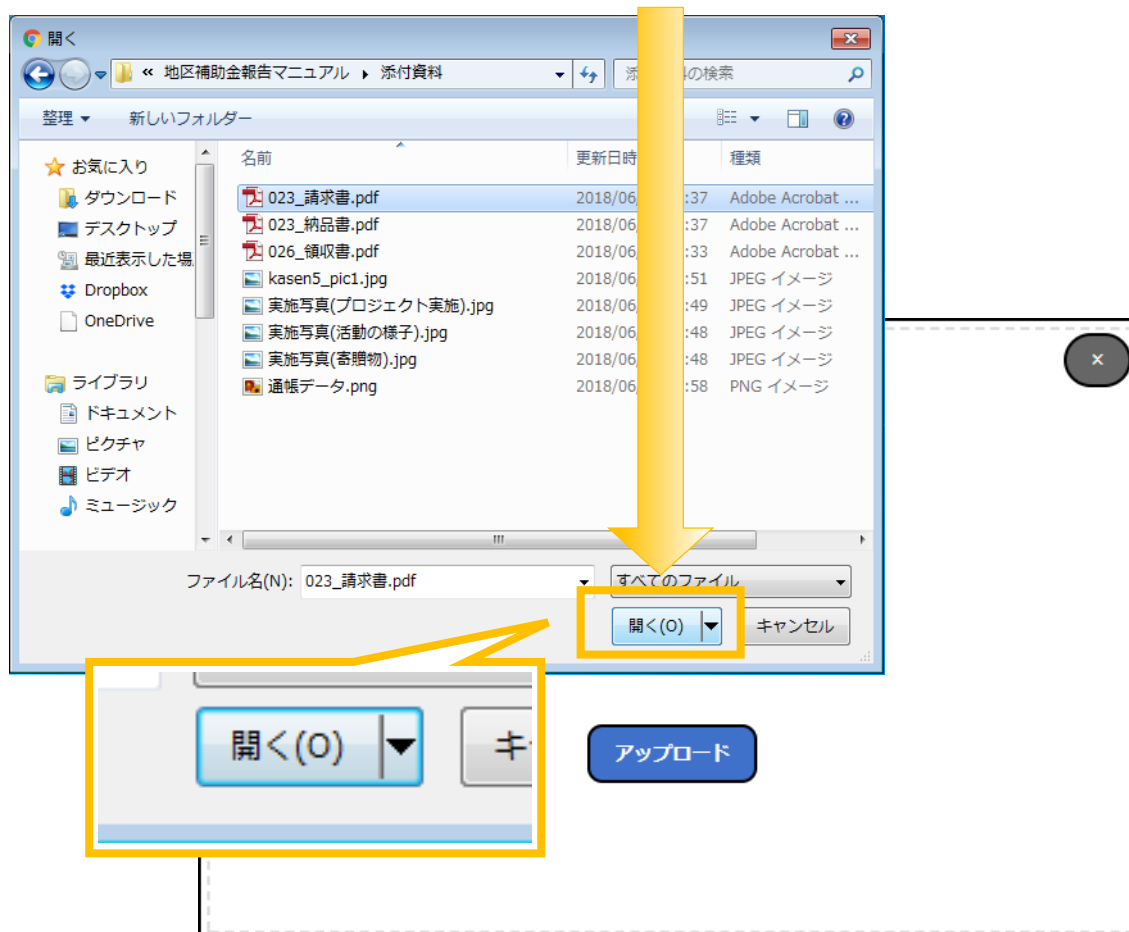 開く
« 地区補助金報告マニュアル ▸ 添付資料
添 の検索
整理 ▼ 新しいフォルダー
名前 更新日時 種類
お気に入り
ダウンロード
デスクトップ
最近表示した場
Dropbox
OneDrive
ライブラリ
ドキュメント
ピクチャ
ビデオ
ミュージック
023_請求書.pdf 2018/06/ :37 Adobe Acrobat ...
023_納品書.pdf 2018/06/ :37 Adobe Acrobat ...
026_領収書.pdf 2018/06/ :33 Adobe Acrobat ...
kasen5_pic1.jpg 2018/06/ :51 JPEG イメージ
実施写真(プロジェクト実施).jpg 2018/06/ :49 JPEG イメージ
実施写真(活動の様子).jpg 2018/06/ :48 JPEG イメージ
実施写真(寄贈物).jpg 2018/06/ :48 JPEG イメージ
通帳データ.png 2018/06/ :58 PNG イメージ
ファイル名(N): 023_請求書.pdf すべてのファイル
開く(O) キャンセル
開く(O) キ
アップロード
×